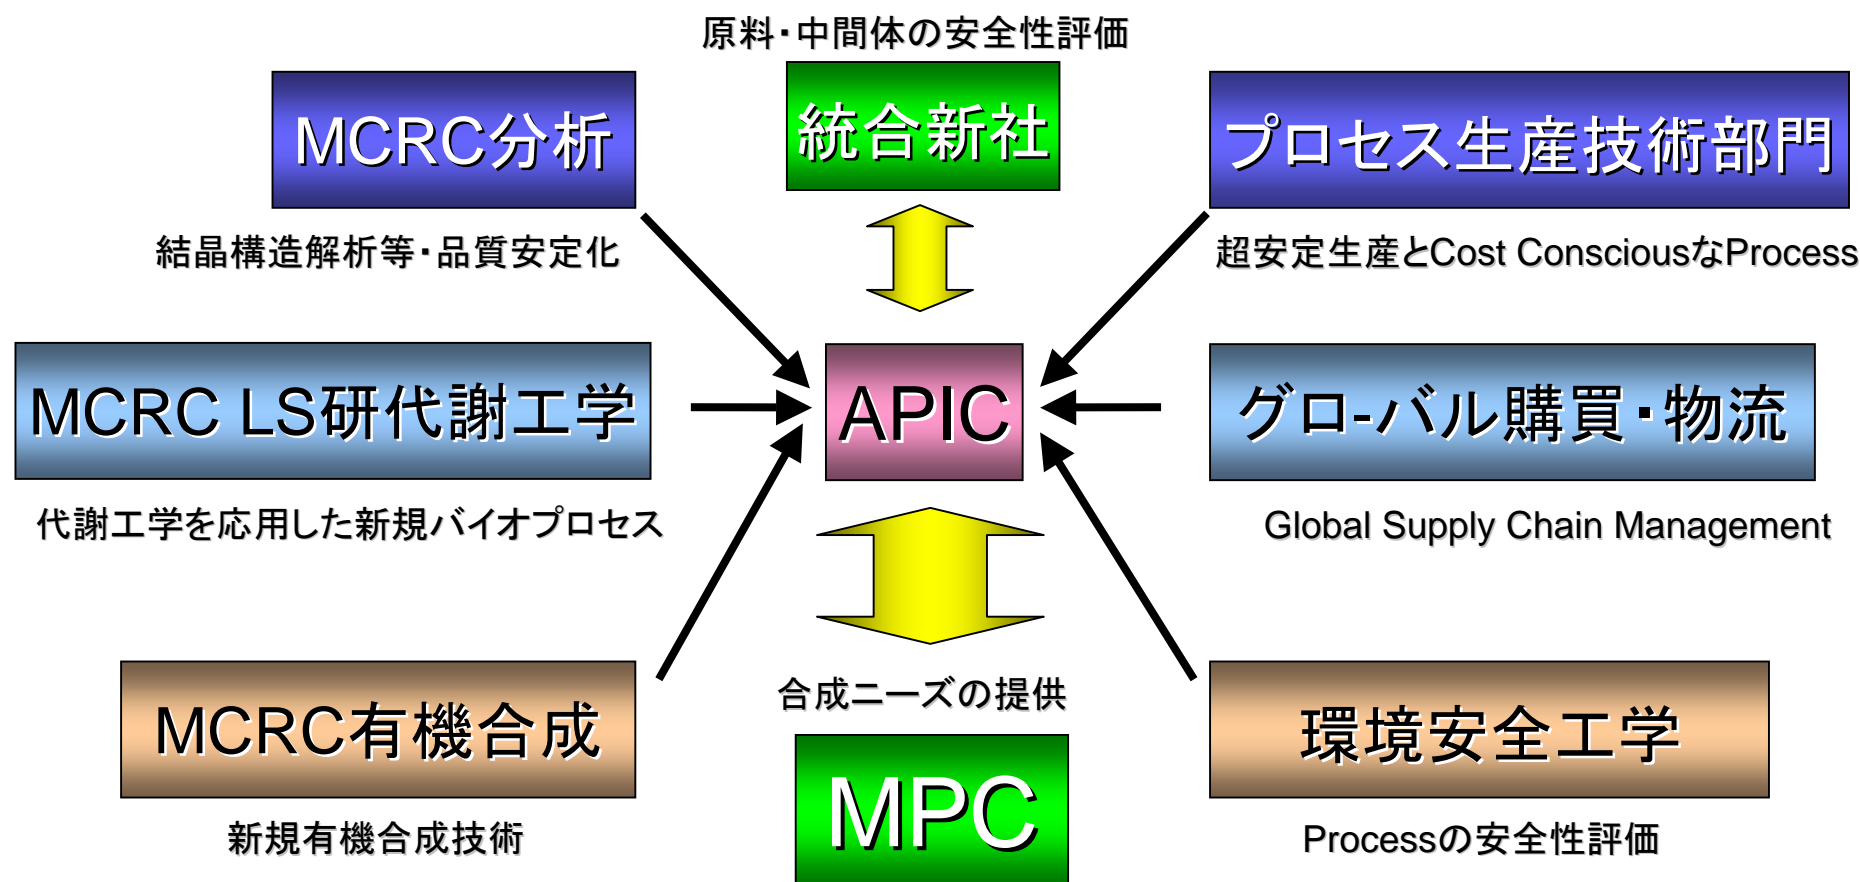 原料・中間体の安全性評価
MCRC分析
統合新社
プロセス生産技術部門
結晶構造解析等・品質安定化
超安定生産とCost ConsciousなProcess
MCRC LS研代謝工学
APIC
グロ-バル購買・物流
代謝工学を応用した新規バイオプロセス
Global Supply Chain Management
合成ニーズの提供
MCRC有機合成
MPC
環境安全工学
新規有機合成技術
Processの安全性評価